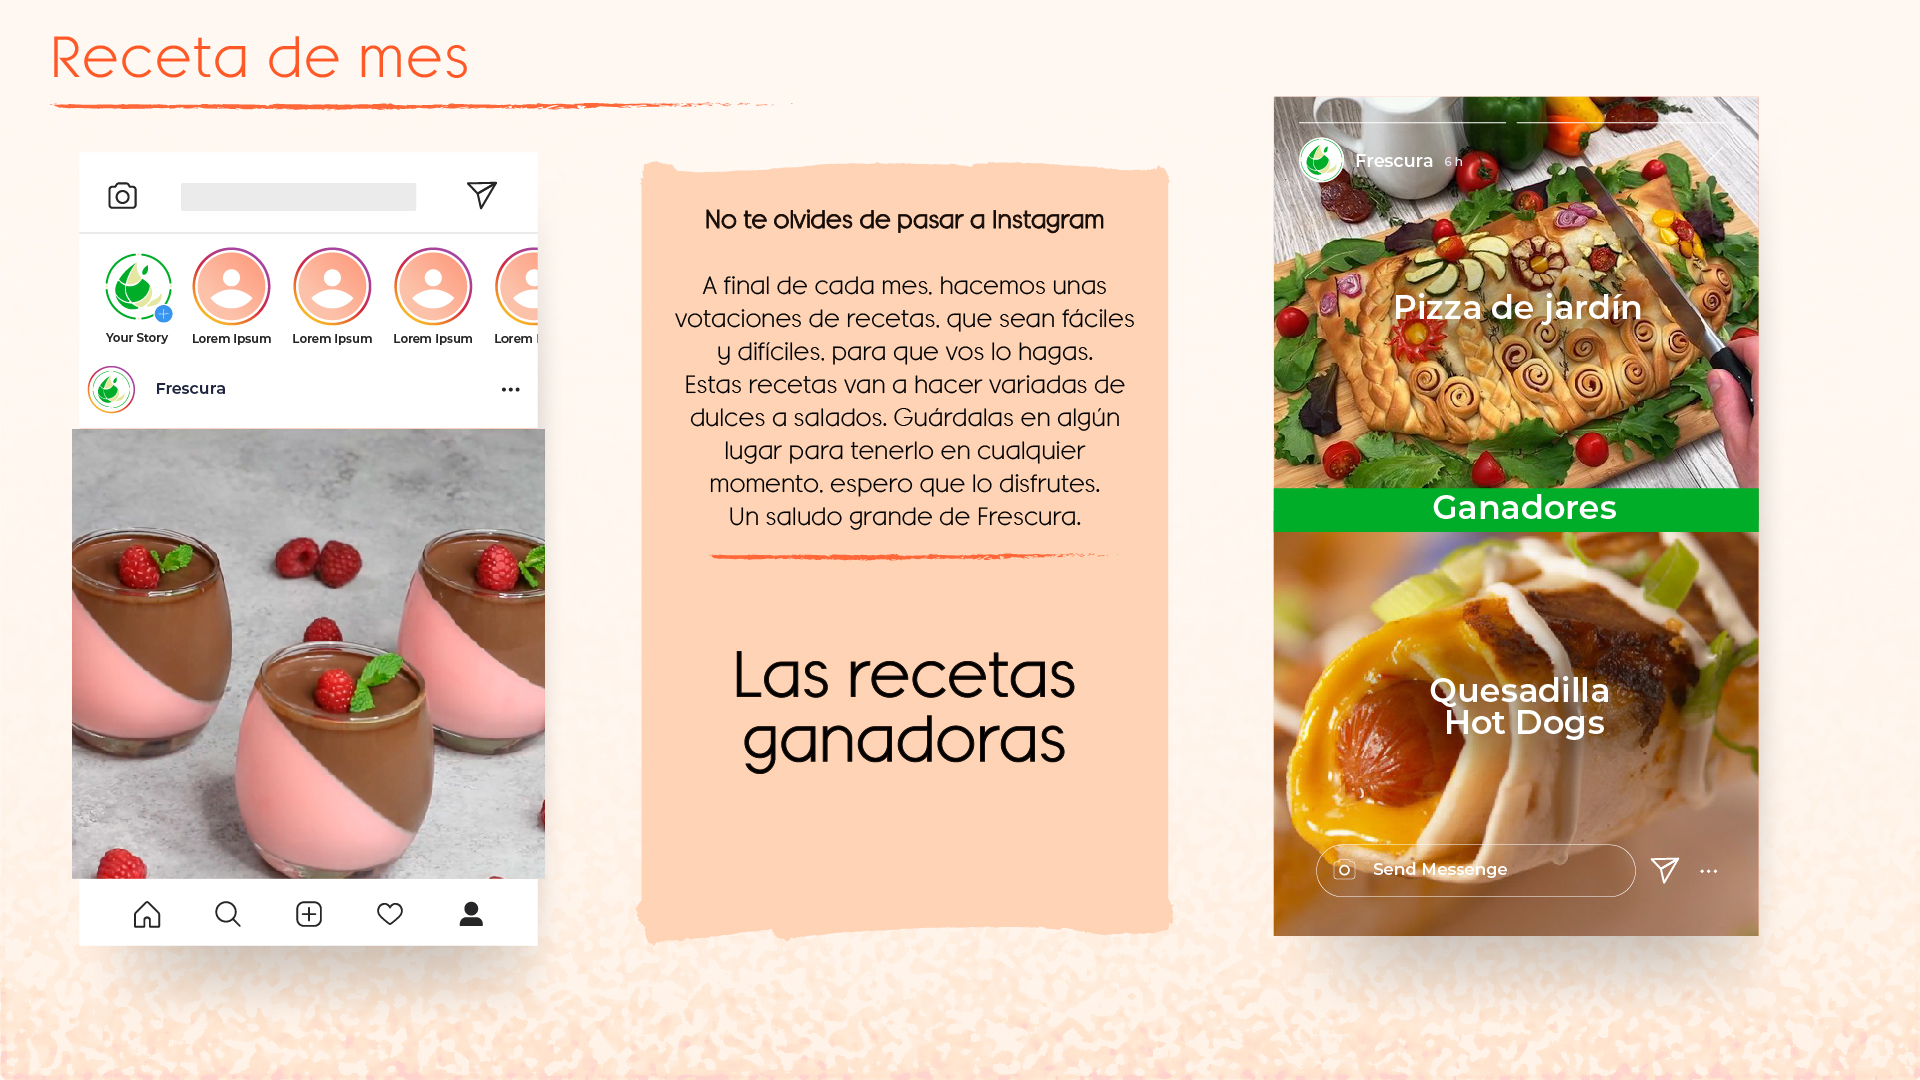 Receta de mes
Your Story
Lorem Ipsum
Lorem Ipsum
Lorem Ipsum
Lorem I
Frescura
No te olvides de pasar a Instagram
A final de cada mes, hacemos unas
votaciones de recetas, que sean fáciles
y difíciles, para que vos lo hagas.
Estas recetas van a hacer variadas de
dulces a salados. Guárdalas en algún
lugar para tenerlo en cualquier
momento, espero que lo disfrutes.
Un saludo grande de Frescura.
Las recetas
ganadoras
Frescura 6 h
Pizza de jardín
Ganadores
Quesadilla
Hot Dogs
Send Messenge